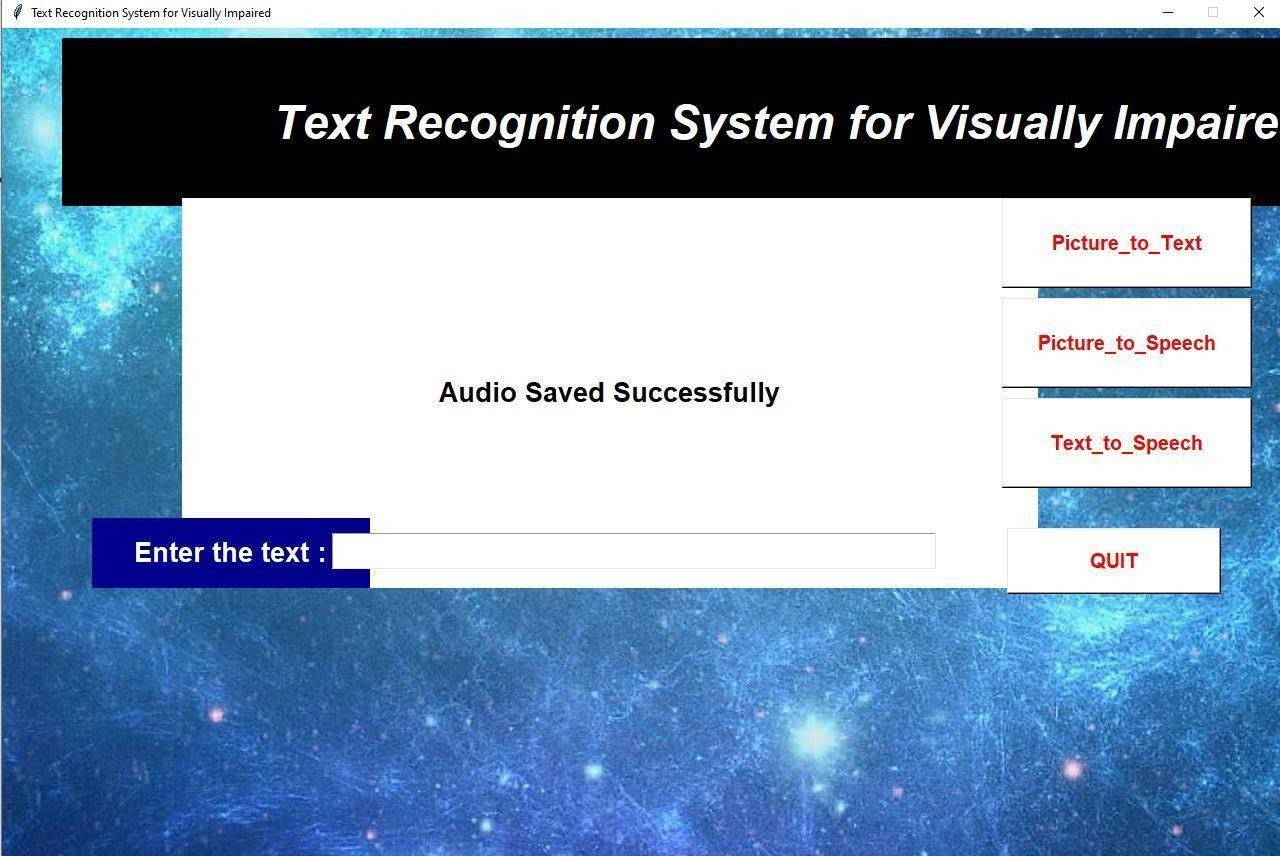 Text Recognition System for Visually Impaired
Text Recognition System for Visually Impaire
Picture_to_Text
Picture_to_Speech
Audio Saved Successfully
Text_to_Speech
Enter the text :
QUIT